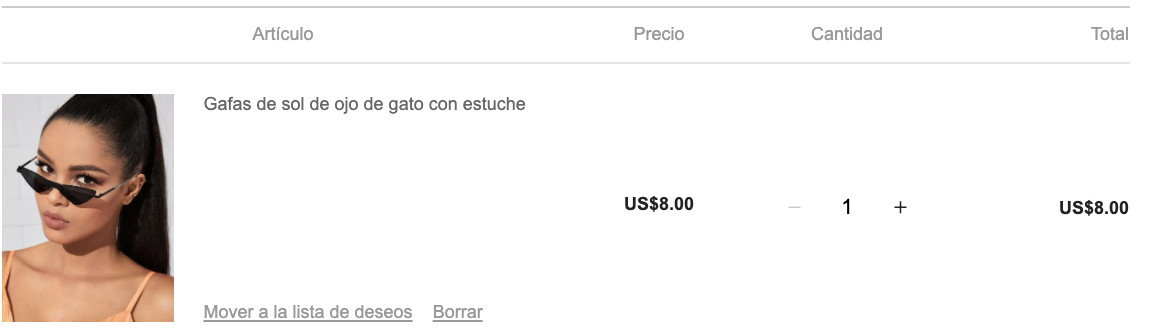 Artículo Precio Cantidad Total
Gafas de sol de ojo de gato con estuche
US$8.00 − 1 + US$8.00
Mover a la lista de deseos Borrar